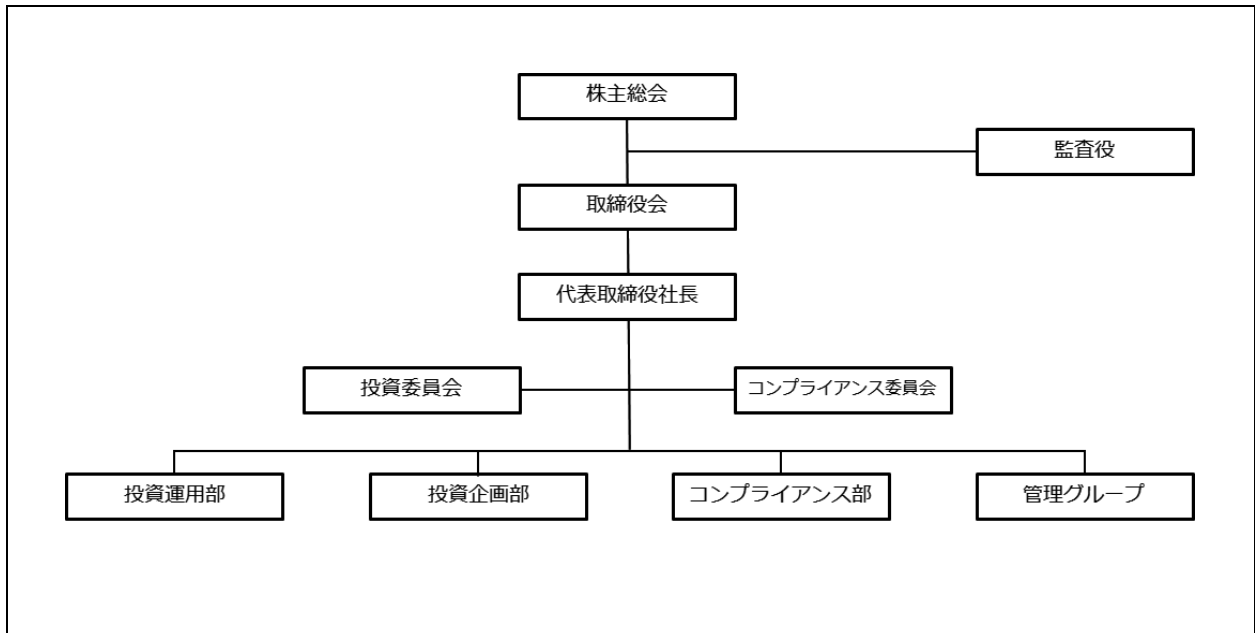 株主総会
監査役
取締役会
代表取締役社長
投資委員会
コンプライアンス委員会
投資運用部
投資企画部
コンプライアンス部
管理グループ